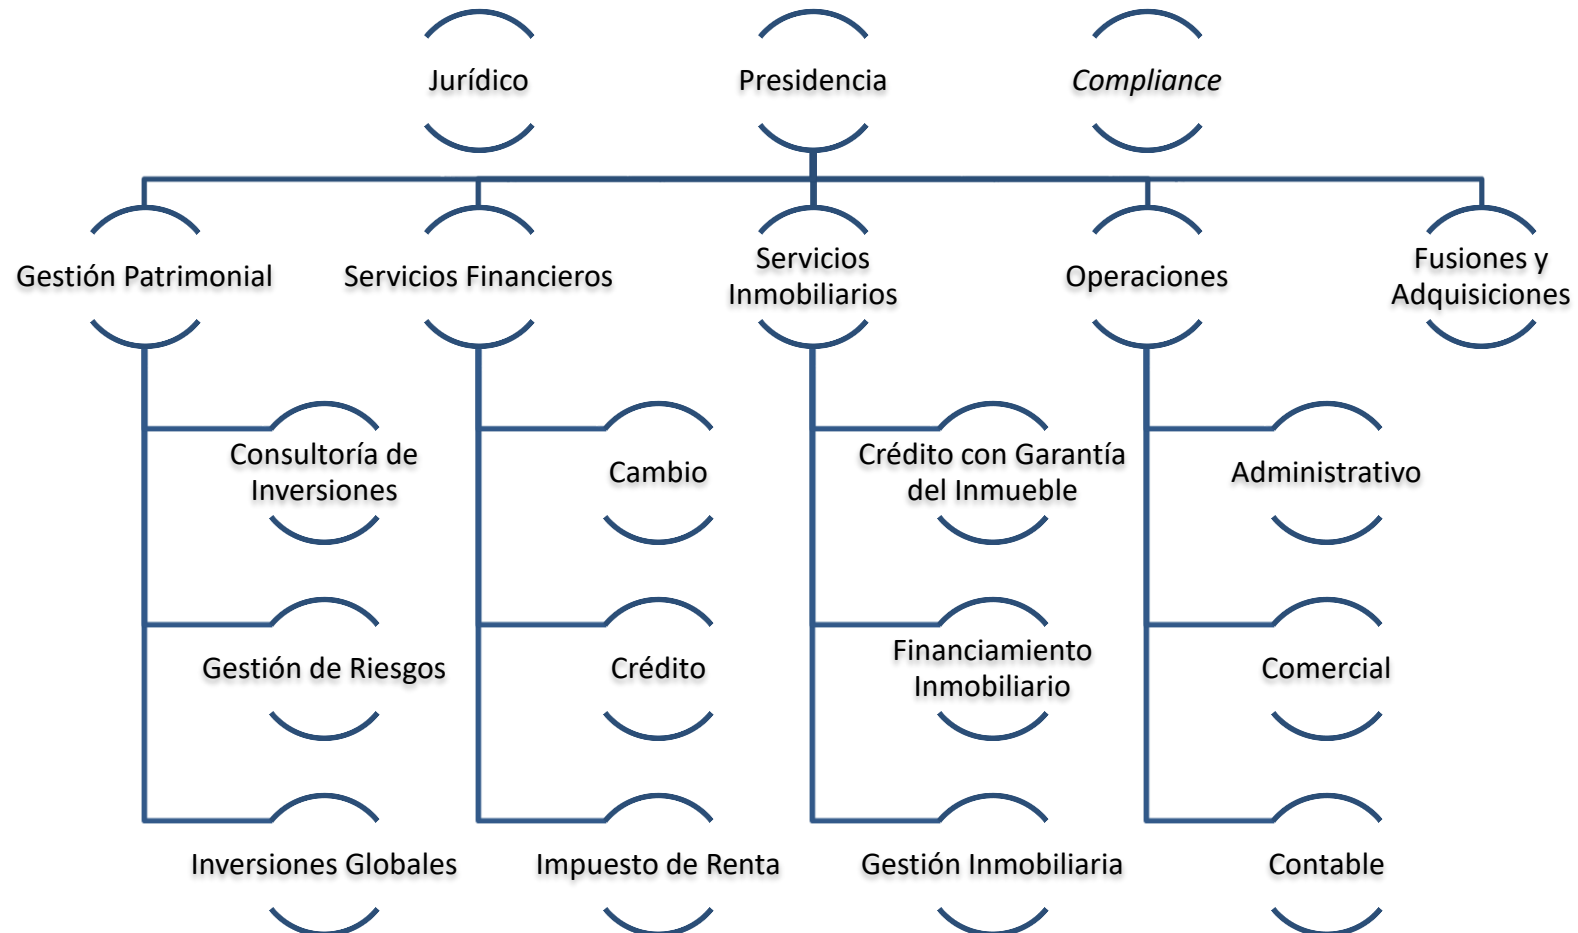 Jurídico
Presidencia
Compliance
Gestión Patrimonial
Servicios Financieros
Servicios
Inmobiliarios
Operaciones
Fusiones y
Adquisiciones
Consultoría de
Inversiones
Cambio
Crédito con Garantía
del Inmueble
Administrativo
Gestión de Riesgos
Crédito
Financiamiento
Inmobiliario
Comercial
Inversiones Globales
Impuesto de Renta
Gestión Inmobiliaria
Contable